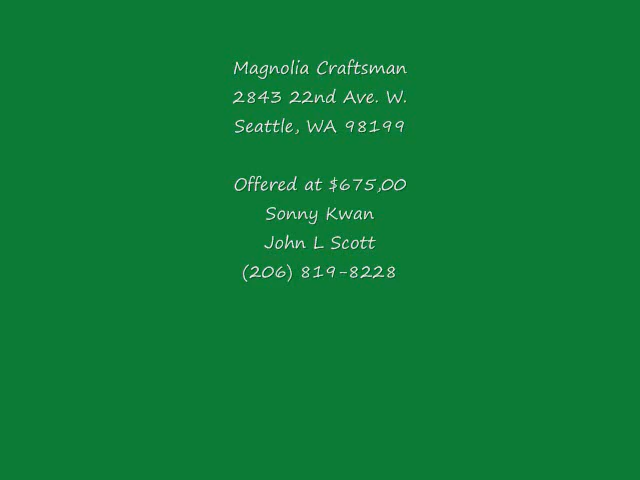 Magnolia Craftsman
2843 22nd Ave. W.
Seattle, WA 98199
Offered at $675,00
Sonny Kwan
John L Scott
(206) 819-8228